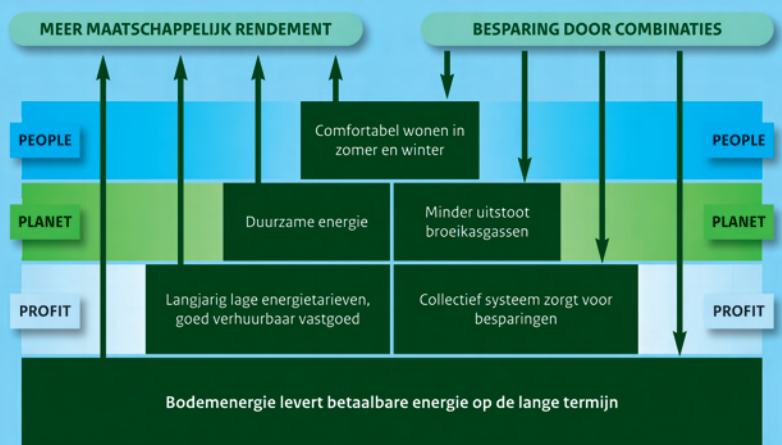 MEER MAATSCHAPPELIJK RENDEMENT
BESPARING DOOR COMBINATIES
PEOPLE
Comfortabel wonen in
zomer en winter
PEOPLE
PLANET
Duurzame energie
Minder uitstoot
broeikasgassen
PLANET
PROFIT
Langjarig lage energietarieven,
goed verhuurbaar vastgoed
Collectief systeem zorgt voor
besparingen
PROFIT
Bodemenergie levert betaalbare energie op de lange termijn